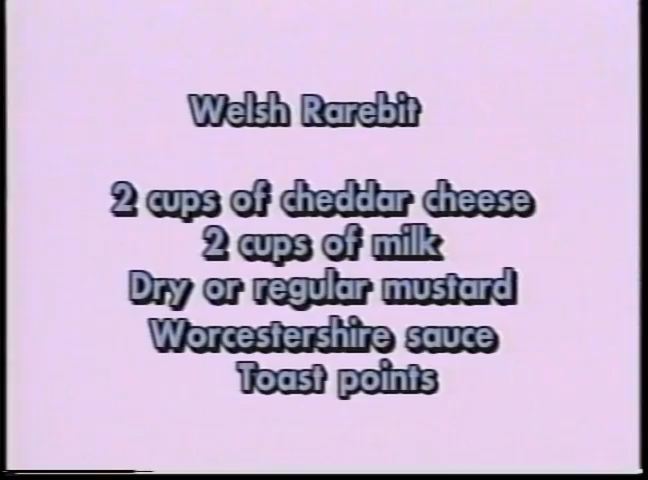 Welsh Rarebit
2 cups of cheddar cheese
2 cups of milk
Dry or regular mustard
Worcestershire sauce
Toast points